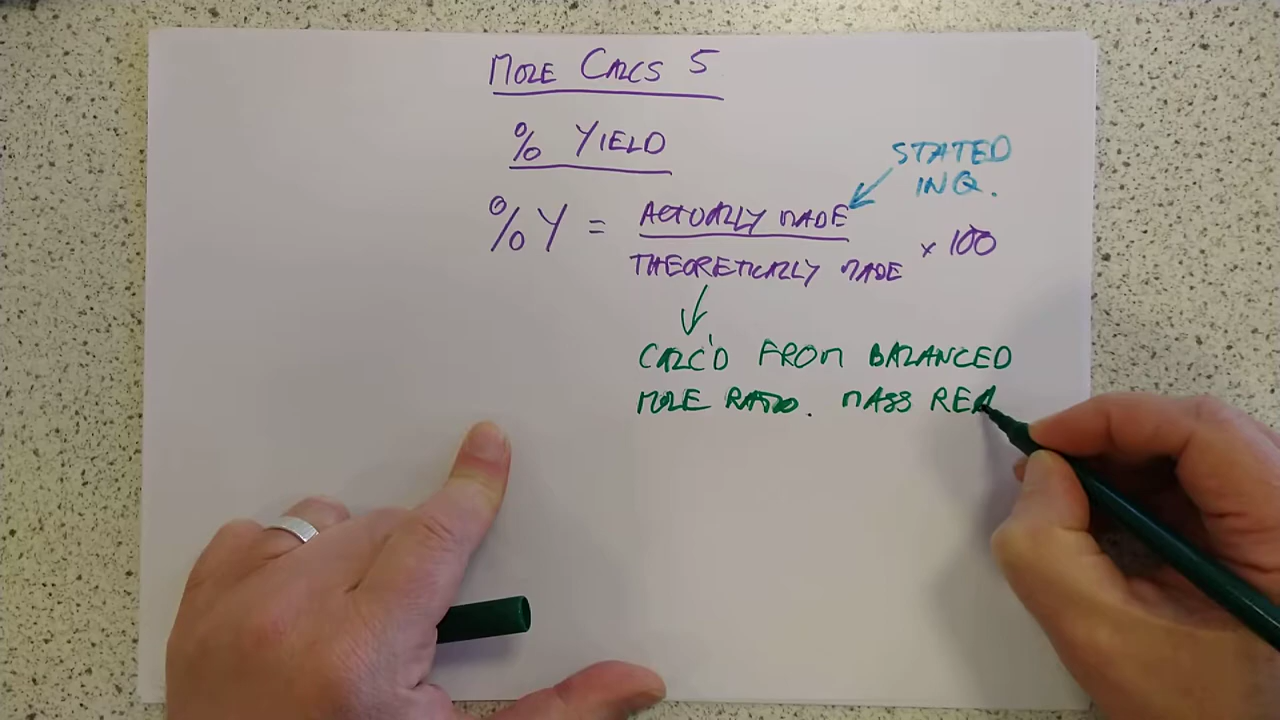 MOLE CALCS 5
% YIELD
STATED
IN Q.
%Y = ACTUALLY MADE
THEORETICALLY MADE × 100
CALC'D FROM BALANCED
MOLE RATIO. MASS REA